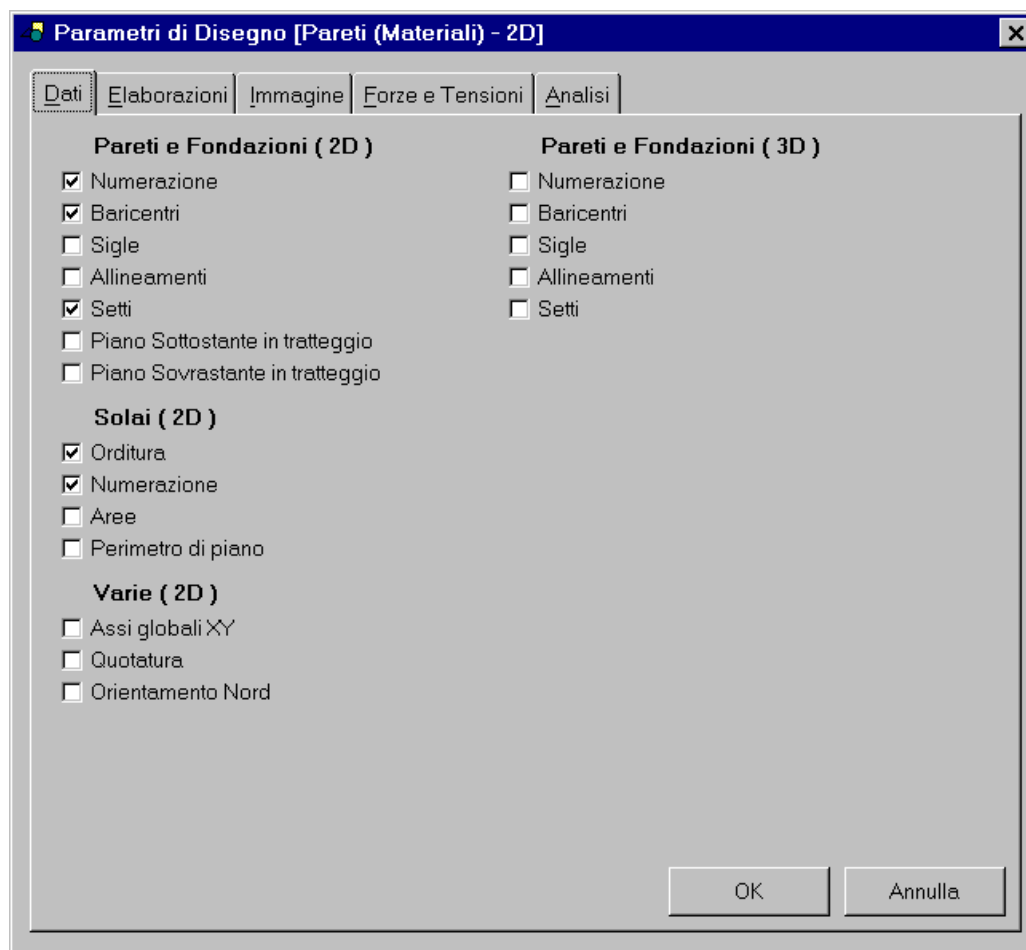 Parametri di Disegno [Pareti (Materiali) - 2D]
Dati Elaborazioni Immagine Forze e Tensioni Analisi
Pareti e Fondazioni ( 2D )
Numerazione
Baricentri
Sigle
Allineamenti
Setti
Piano Sottostante in tratteggio
Piano Sovrastante in tratteggio
Solai ( 2D )
Orditura
Numerazione
Aree
Perimetro di piano
Varie ( 2D )
Assi globali XY
Quotatura
Orientamento Nord
Pareti e Fondazioni ( 3D )
Numerazione
Baricentri
Sigle
Allineamenti
Setti
OK
Annulla